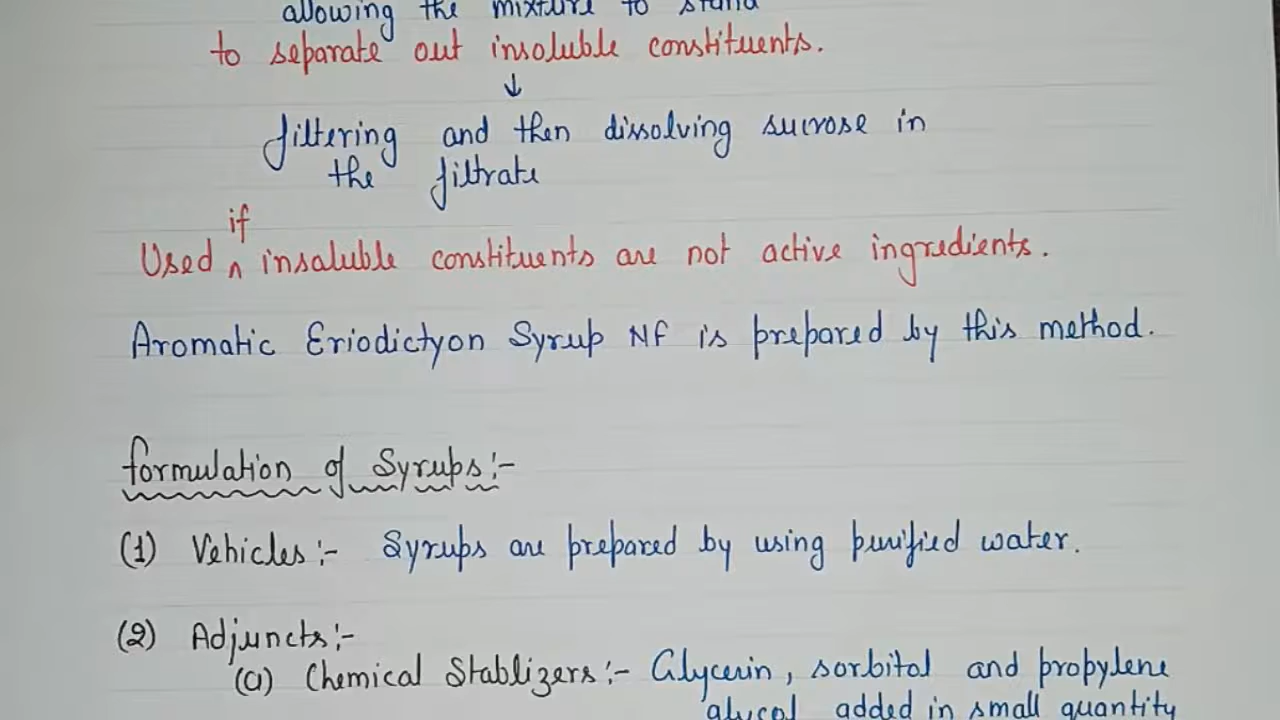 allowing the mixture to stand
to separate out insoluble constituents.
↓
filtering and then dissolving sucrose in
the filtrate
if
Used ^ insaluble constituents are not active ingredients.
Aromatic Eriodictyon Syrup NF is prepared by this method.
formulation of Syrups:-
(1) Vehicles:- Syrups are prepared by using purified water.
(2) Adjuncts:-
(a) Chemical Stablizers:- Glycerin, sorbitol and propylene
glycol added in small quantity